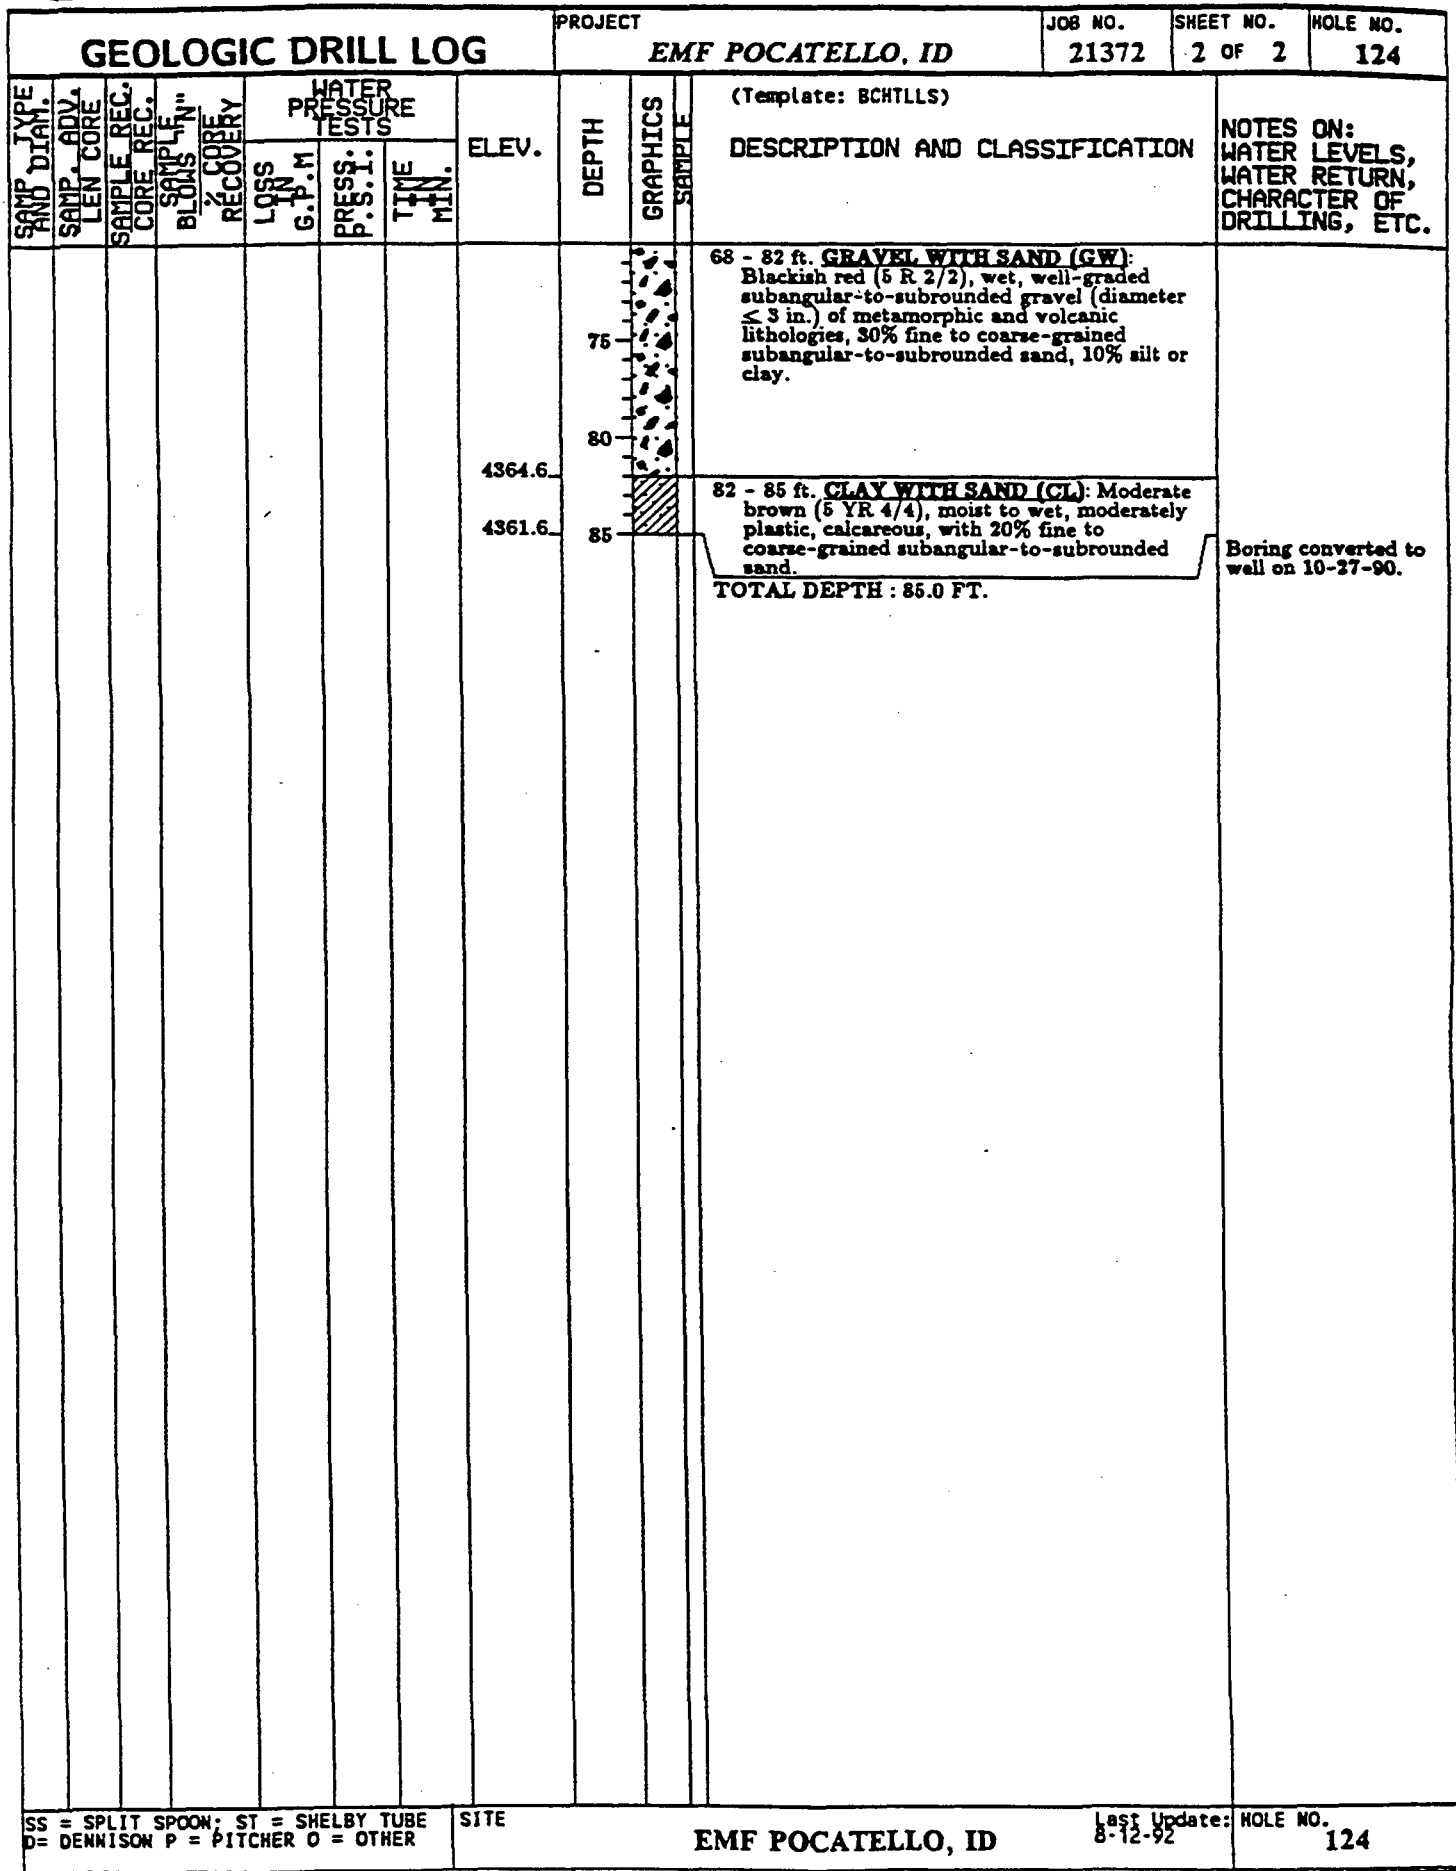 GEOLOGIC DRILL LOG
PROJECT
EMF POCATELLO, ID
JOB NO.
21372
SHEET NO.
2 OF 2
HOLE NO.
124
SAMP. TYPE
AND DIAM.
SAMP. ADV.
LEN CORE
SAMPLE REC.
CORE REC.
SAMPLE
BLOWS "N"
% CORE
RECOVERY
WATER
PRESSURE
TESTS
LOSS
IN
G.P.M
PRESS.
P.S.I.
TIME
IN
MIN.
ELEV.
DEPTH
GRAPHICS
SAMPLE
(Template: BCHTLLS)
DESCRIPTION AND CLASSIFICATION
NOTES ON:
WATER LEVELS,
WATER RETURN,
CHARACTER OF
DRILLING, ETC.
68 - 82 ft. GRAVEL WITH SAND (GW):
Blackish red (5 R 2/2), wet, well-graded
subangular-to-subrounded gravel (diameter
≤ 3 in.) of metamorphic and volcanic
lithologies, 30% fine to coarse-grained
subangular-to-subrounded sand, 10% silt or
clay.
75
80
4364.6
82 - 85 ft. CLAY WITH SAND (CL): Moderate
brown (5 YR 4/4), moist to wet, moderately
plastic, calcareous, with 20% fine to
coarse-grained subangular-to-subrounded
sand.
4361.6
85
Boring converted to
well on 10-27-90.
TOTAL DEPTH : 85.0 FT.
SS = SPLIT SPOON; ST = SHELBY TUBE
D= DENNISON P = PITCHER O = OTHER
SITE
EMF POCATELLO, ID
Last Update:
8-12-92
HOLE NO.
124